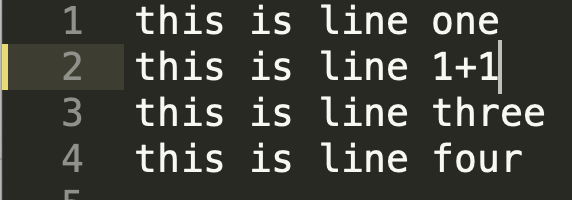 1 this is line one
2 this is line 1+1
3 this is line three
4 this is line four